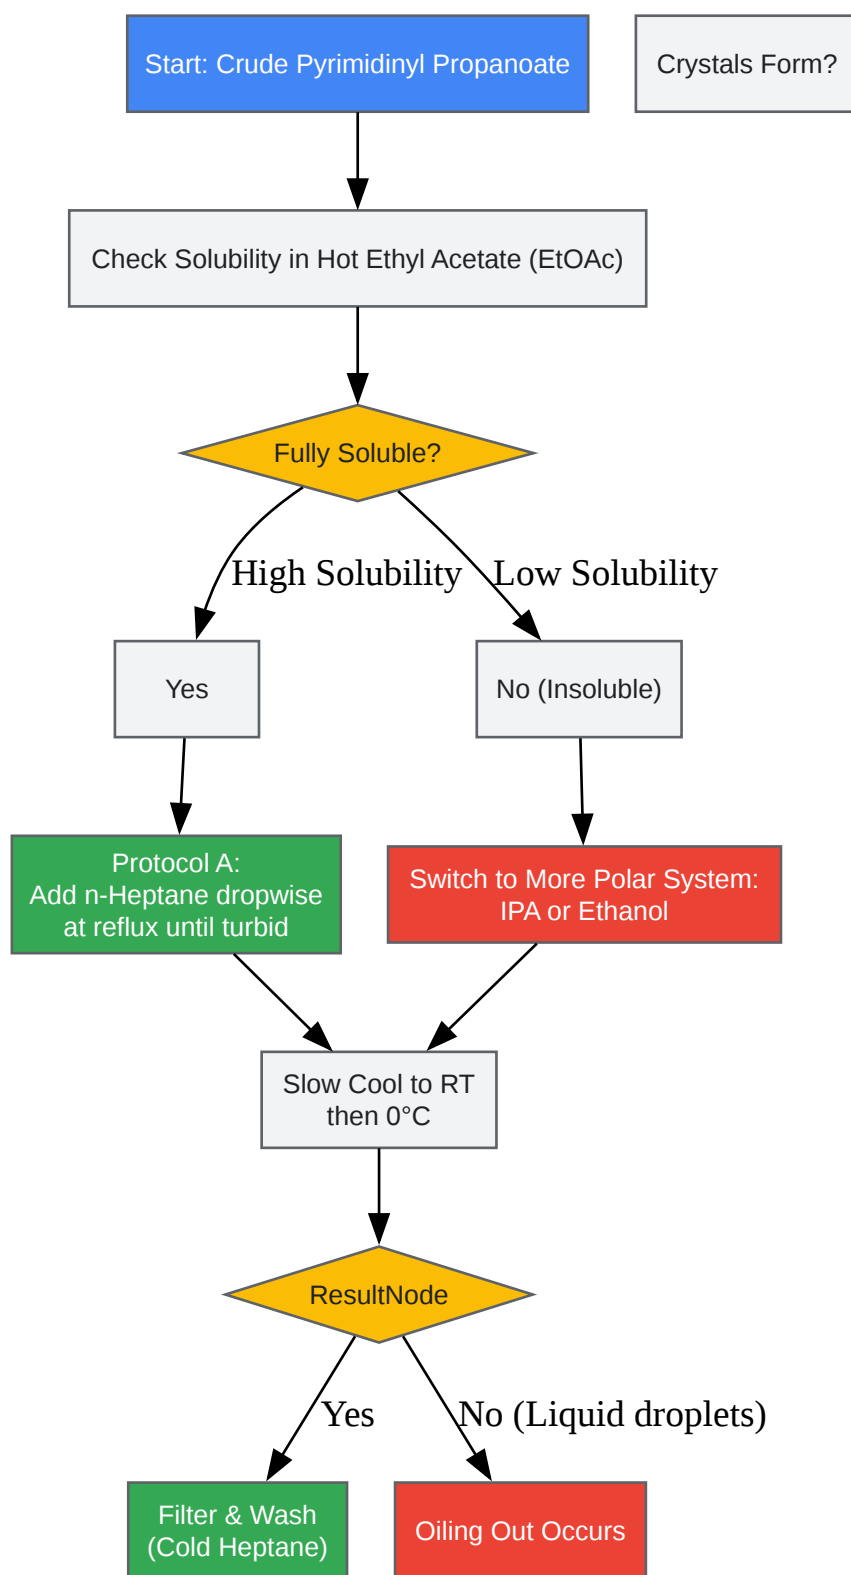 Start: Crude Pyrimidinyl Propanoate
Crystals Form?
Check Solubility in Hot Ethyl Acetate (EtOAc)
Fully Soluble?
High Solubility
Low Solubility
Yes
No (Insoluble)
Protocol A:
Add n-Heptane dropwise
at reflux until turbid
Switch to More Polar System:
IPA or Ethanol
Slow Cool to RT
then 0°C
ResultNode
Yes
No (Liquid droplets)
Filter & Wash
(Cold Heptane)
Oiling Out Occurs